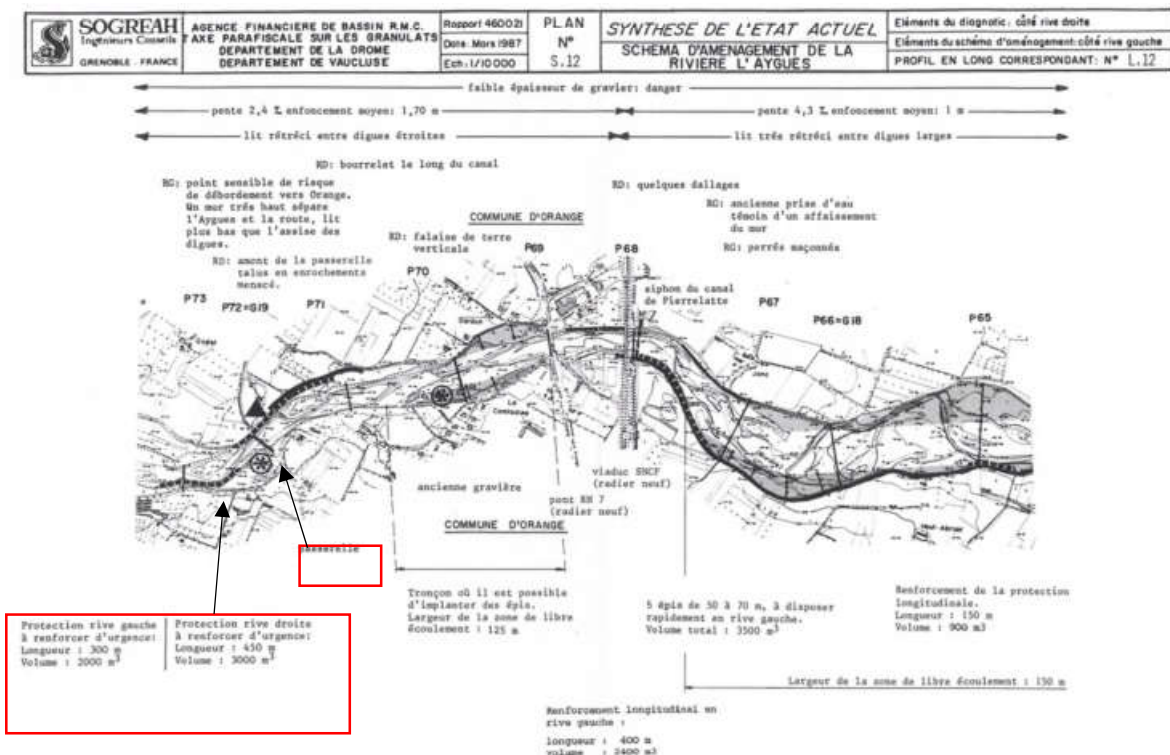 SOGREAH
Ingénieurs Conseils
GRENOBLE - FRANCE
AGENCE FINANCIERE DE BASSIN R.M.C.
TAXE PARAFISCALE SUR LES GRANULATS
DEPARTEMENT DE LA DROME
DEPARTEMENT DE VAUCLUSE
Rapport 460021
Date: Mars 1987
Ech: 1/10 000
PLAN
N°
S.12
SYNTHESE DE L'ETAT ACTUEL
SCHEMA D'AMENAGEMENT DE LA
RIVIERE L'AYGUES
Eléments du diagnotic: côté rive droite
Eléments du schéma d'aménagement: côté rive gauche
PROFIL EN LONG CORRESPONDANT: N° L.12
faible épaisseur de gravier: danger
pente 2,4 ‰ enfoncement moyen: 1,70 m
pente 4,3 ‰ enfoncement moyen: 1 m
lit rétréci entre digues étroites
lit trés rétréci entre digues larges
RD: bourrelet le long du canal
RG: point sensible de risque
de débordement vers Orange.
Un mur trés haut sépare
l'Aygues et la route, lit
plus bas que l'assise des
digues.
RD: amont de la passerelle
talus en enrochements
menacé.
RD: falaise de terre
verticale
COMMUNE D'ORANGE
RD: quelques dallages
RG: ancienne prise d'eau
témoin d'un affaissement
du mur
RG: perrés maçonnés
P73
P72=G19
P71
P70
P69
P68
siphon du canal
de Pierrelatte
P67
P66=G18
P65
ancienne gravière
COMMUNE D'ORANGE
pont RN 7
(radier neuf)
viaduc SNCF
(radier neuf)
passerelle
Protection rive gauche
à renforcer d'urgence:
Longueur : 300 m
Volume : 2000 m³
Protection rive droite
à renforcer d'urgence:
Longueur : 450 m
Volume : 3000 m³
Tronçon où il est possible
d'implanter des épis.
Largeur de la zone de libre
écoulement : 125 m
5 épis de 50 à 70 m, à disposer
rapidement en rive gauche.
Volume total : 3500 m³
Renforcement de la protection
longitudinale.
Longueur : 150 m
Volume : 900 m3
Largeur de la zone de libre écoulement : 150 m
Renforcement longitudinal en
rive gauche :
longueur : 400 m
volume : 2400 m3